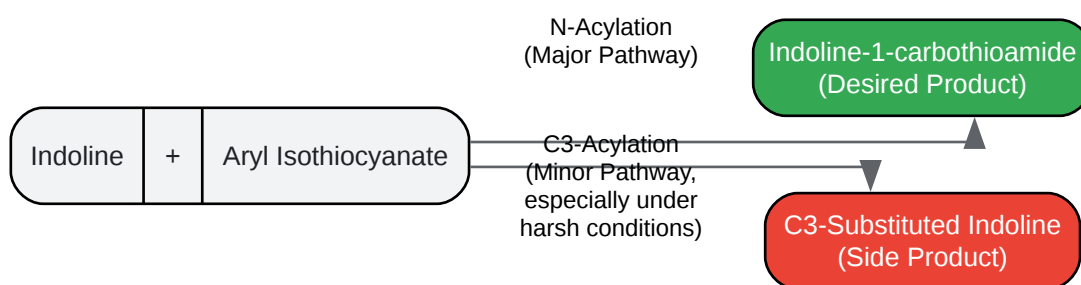 N-Acylation
(Major Pathway)
Indoline-1-carbothioamide
(Desired Product)
Indoline
+
Aryl Isothiocyanate
C3-Acylation
(Minor Pathway,
especially under
harsh conditions)
C3-Substituted Indoline
(Side Product)